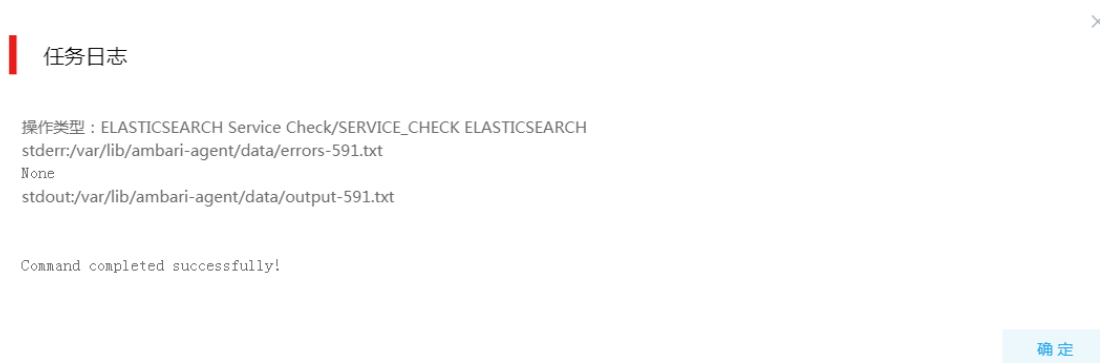 任务日志
操作类型：ELASTICSEARCH Service Check/SERVICE_CHECK ELASTICSEARCH
stderr:/var/lib/ambari-agent/data/errors-591.txt
None
stdout:/var/lib/ambari-agent/data/output-591.txt
Command completed successfully!
确 定